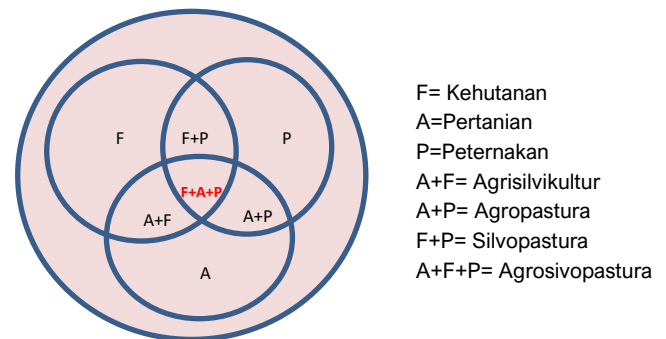 F
F+P
P
F+A+P
A+F
A+P
A
F= Kehutanan
A=Pertanian
P=Peternakan
A+F= Agrisilvikultur
A+P= Agropastura
F+P= Silvopastura
A+F+P= Agrosivopastura